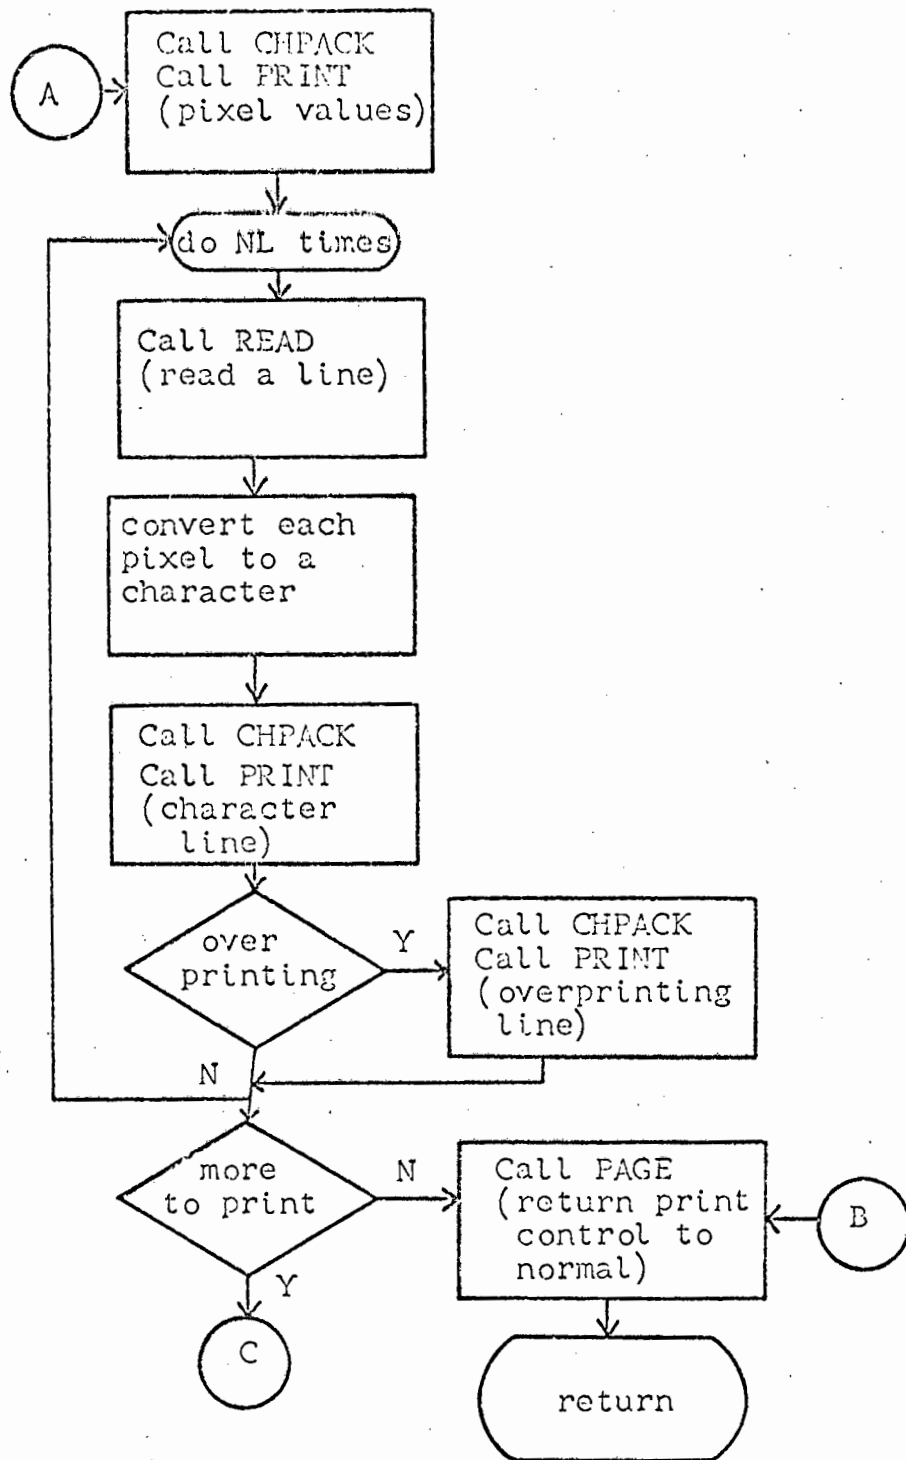 A
Call CHPACK
Call PRINT
(pixel values)
do NL times
Call READ
(read a line)
convert each
pixel to a
character
Call CHPACK
Call PRINT
(character
line)
over
printing
Y
Call CHPACK
Call PRINT
(overprinting
line)
N
more
to print
N
Call PAGE
(return print
control to
normal)
B
Y
C
return